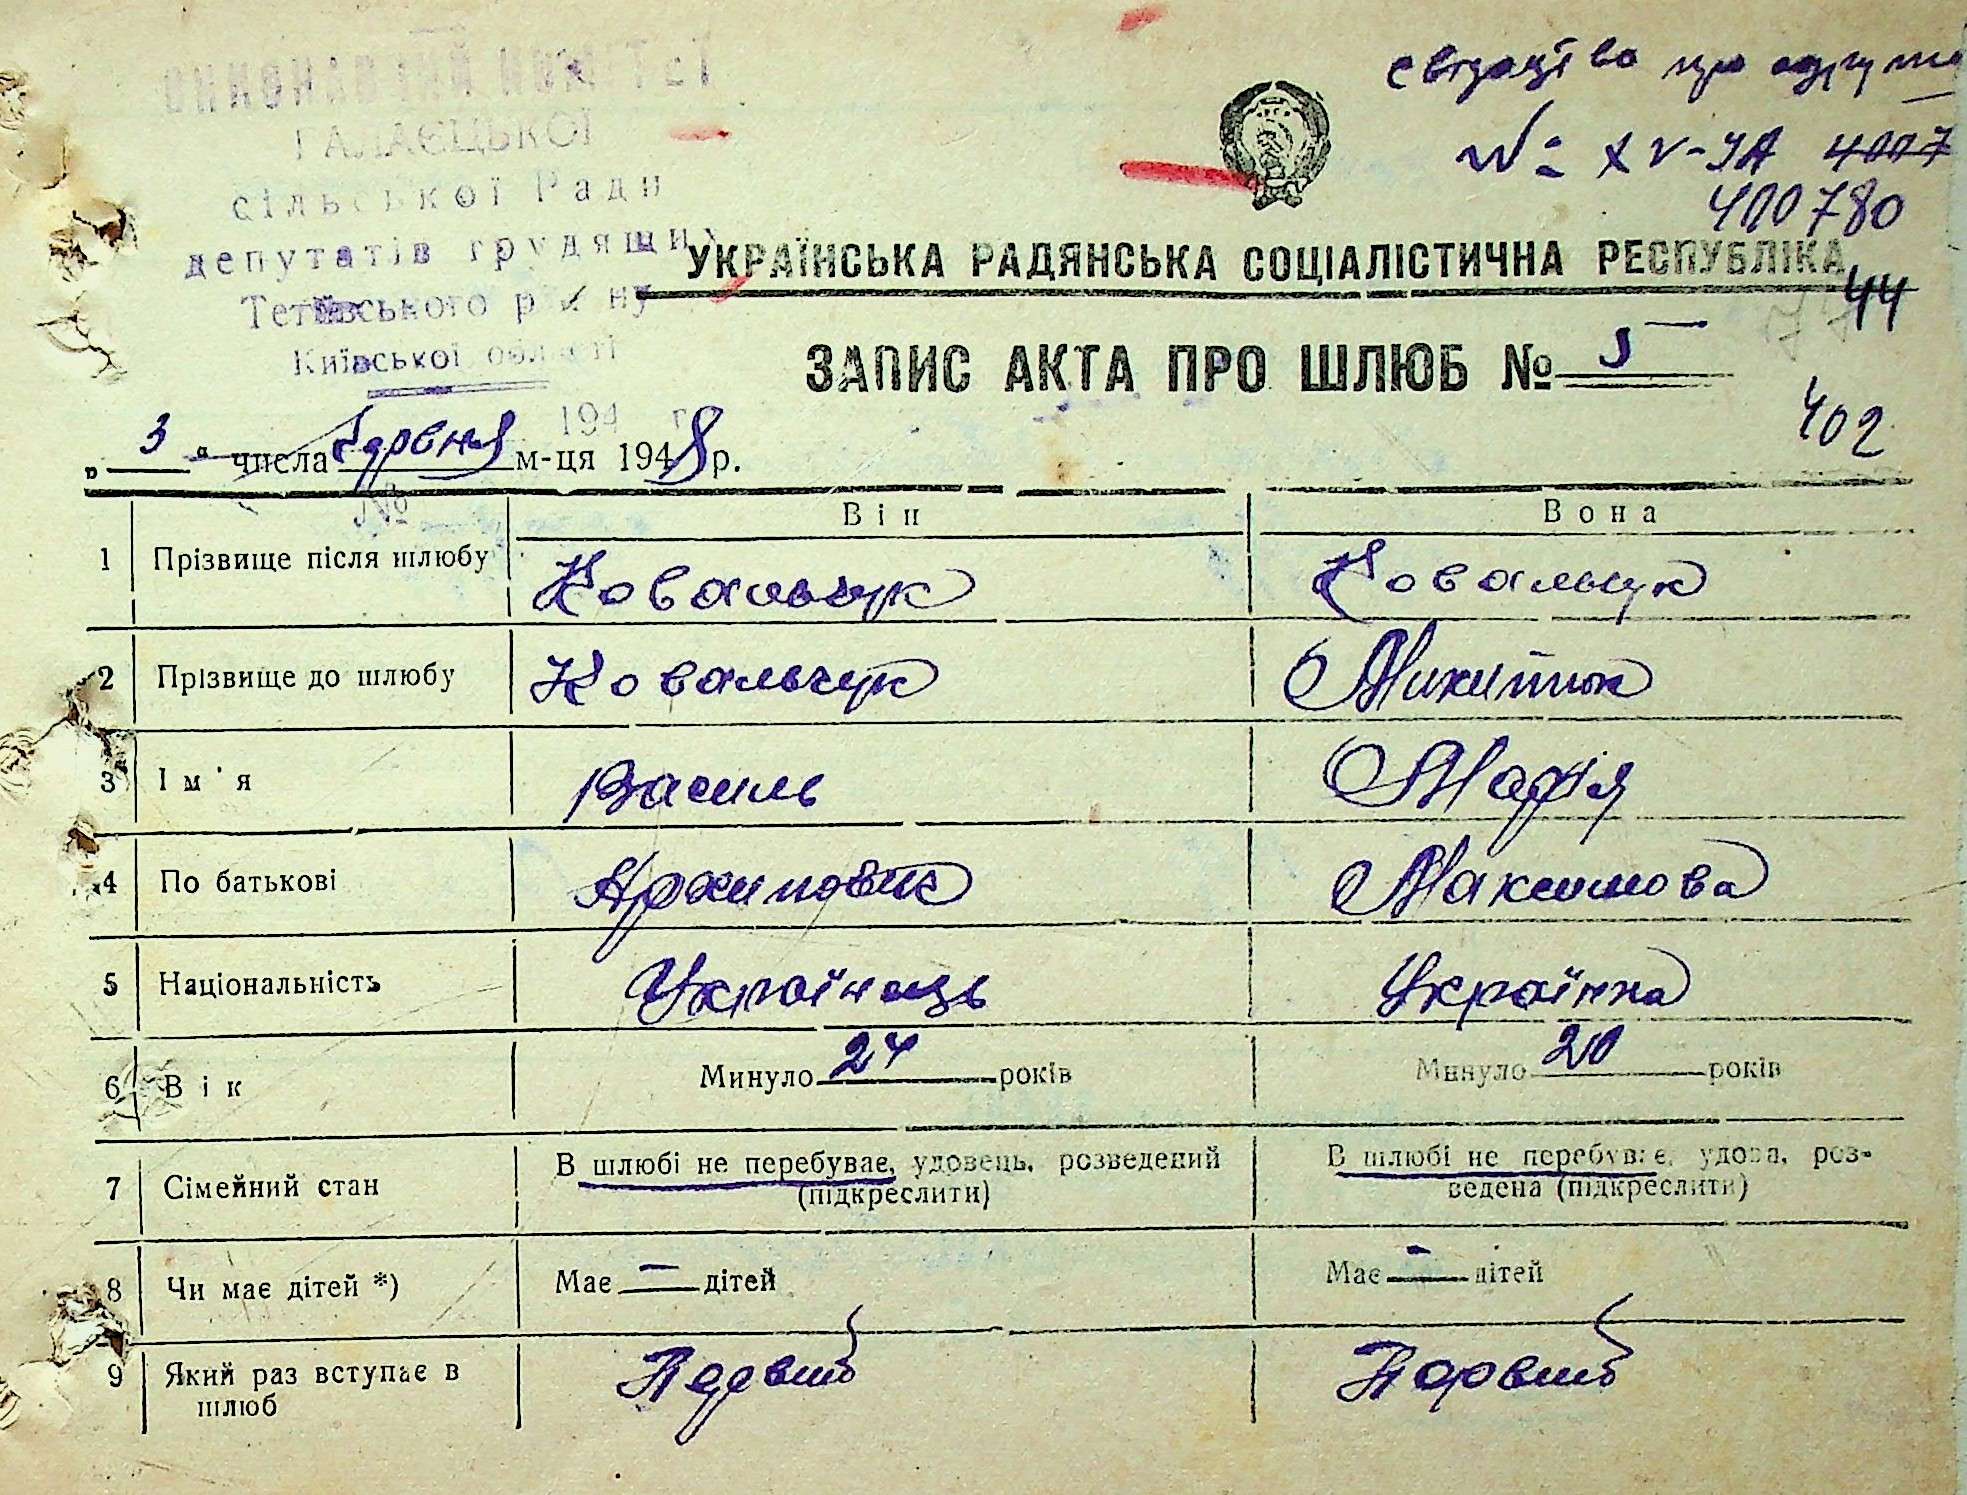 ВИКОНАВЧИЙ КОМІТЕТ
ГАЛАЄЦЬКОЇ
сільської Ради
депутатів трудящих
Тетіївського р-ну
Київської області
194 р
№
свідоцтво про
№ XV-ЯА 4007
400780
УКРАЇНСЬКА РАДЯНСЬКА СОЦІАЛІСТИЧНА РЕСПУБЛІКА
44
ЗАПИС АКТА ПРО ШЛЮБ № 5
402
„ 3 " числа червня м-ця 1948 р.
Він Вона
1 Прізвище після шлюбу Ковальчук Ковальчук
2 Прізвище до шлюбу Ковальчук Микитюк
3 Ім'я Василь Марія
4 По батькові Архипович Максимова
5 Національність Українець Українка
6 Вік Минуло 24 років Минуло 20 років
7 Сімейний стан В шлюбі не перебуває, удовець, розведений (підкреслити) В шлюбі не перебуває, удова, роз-
ведена (підкреслити)
8 Чи має дітей *) Має — дітей Має — дітей
9 Який раз вступає в шлюб Первий Первий